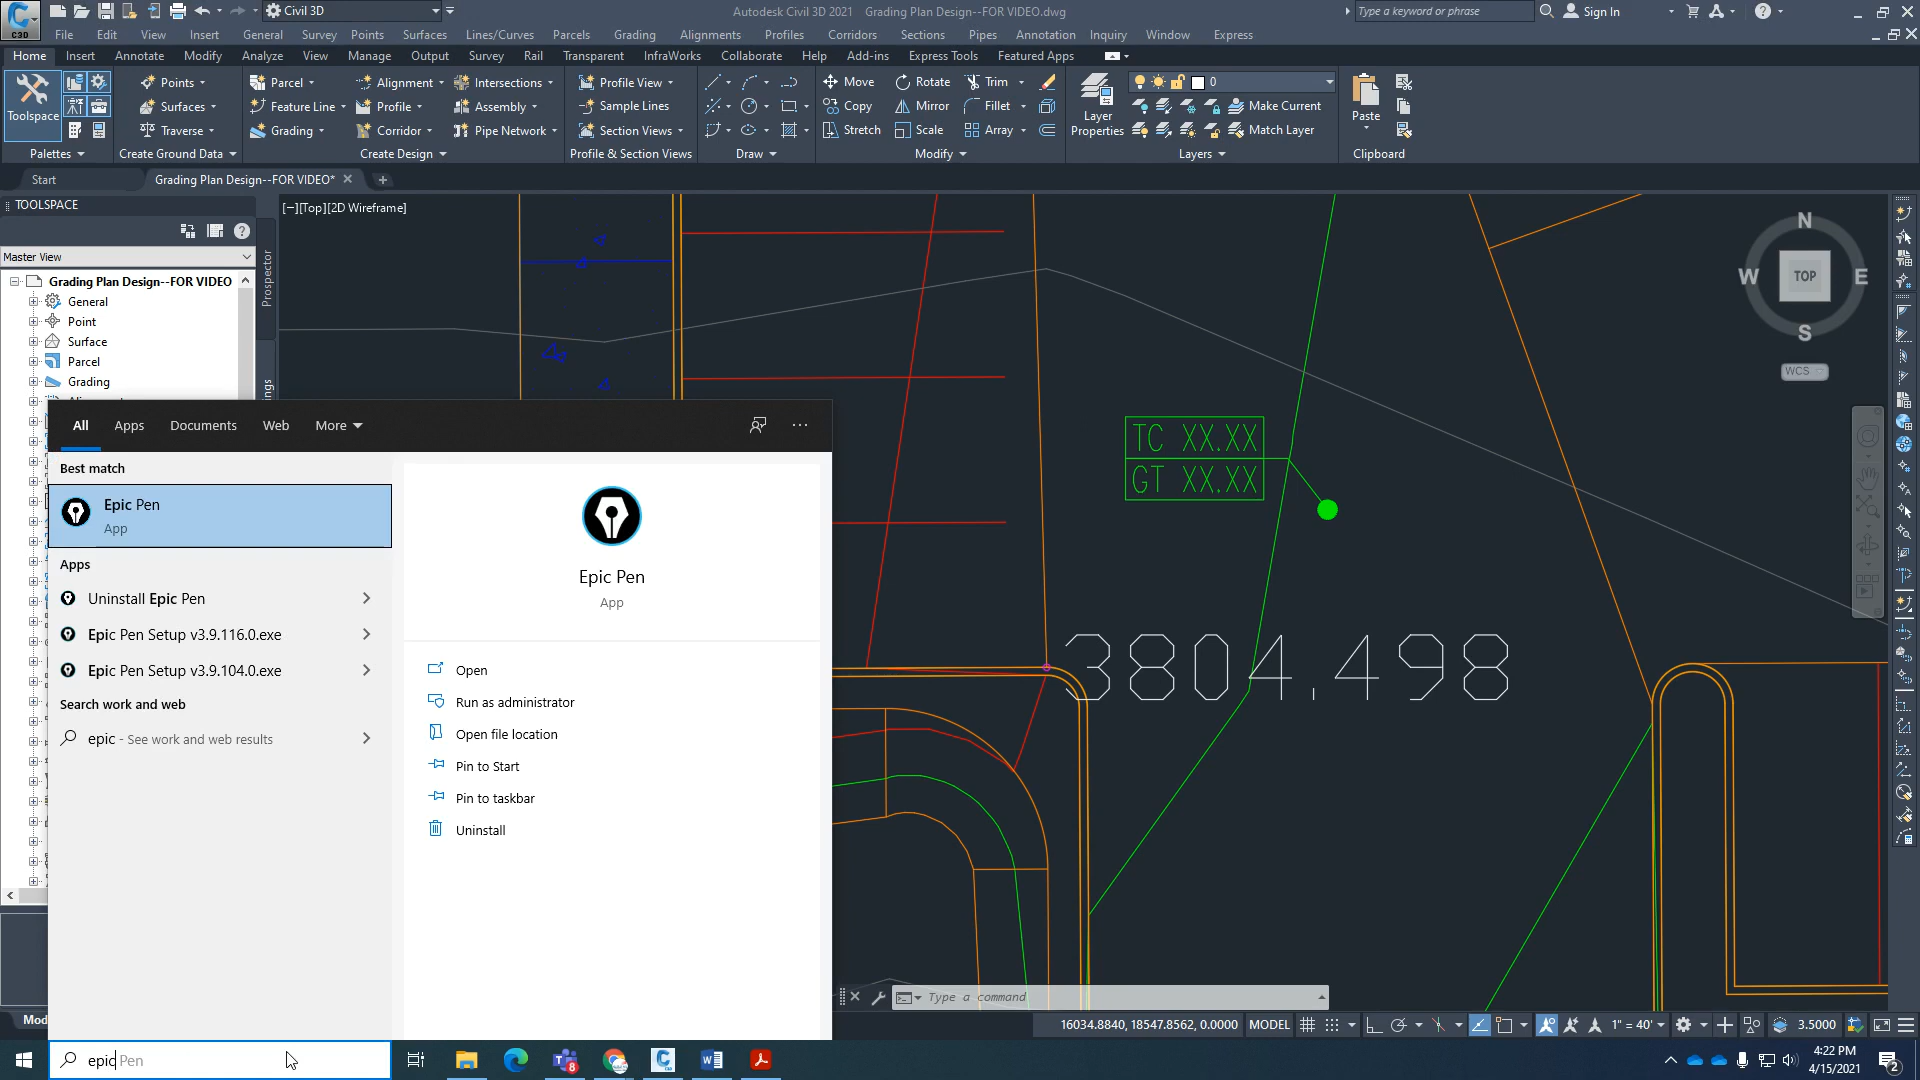 Civil 3D
Autodesk Civil 3D 2021 Grading Plan Design--FOR VIDEO.dwg
Type a keyword or phrase
Sign In
C3D
File Edit View Insert General Survey Points Surfaces Lines/Curves Parcels Grading Alignments Profiles Corridors Sections Pipes Annotation Inquiry Window Express
Home Insert Annotate Modify Analyze View Manage Output Survey Rail Transparent InfraWorks Collaborate Help Add-ins Express Tools Featured Apps
Toolspace
Points
Surfaces
Traverse
Parcel
Feature Line
Grading
Alignment
Profile
Corridor
Intersections
Assembly
Pipe Network
Profile View
Sample Lines
Section Views
Move
Copy
Stretch
Rotate
Mirror
Scale
Trim
Fillet
Array
Layer
Properties
0
Make Current
Match Layer
Paste
Palettes
Create Ground Data
Create Design
Profile & Section Views
Draw
Modify
Layers
Clipboard
Start
Grading Plan Design--FOR VIDEO*
TOOLSPACE
Master View
Grading Plan Design--FOR VIDEO
General
Point
Surface
Parcel
Grading
Prospector
[−][Top][2D Wireframe]
N
W
TOP
E
S
WCS
TC XX.XX
GT XX.XX
3804.498
All Apps Documents Web More
Best match
Epic Pen
App
Apps
Uninstall Epic Pen
Epic Pen Setup v3.9.116.0.exe
Epic Pen Setup v3.9.104.0.exe
Search work and web
epic - See work and web results
Epic Pen
App
Open
Run as administrator
Open file location
Pin to Start
Pin to taskbar
Uninstall
Type a command
16034.8840, 18547.8562, 0.0000 MODEL
1" = 40'
3.5000
epic Pen
8
4:22 PM
4/15/2021
2